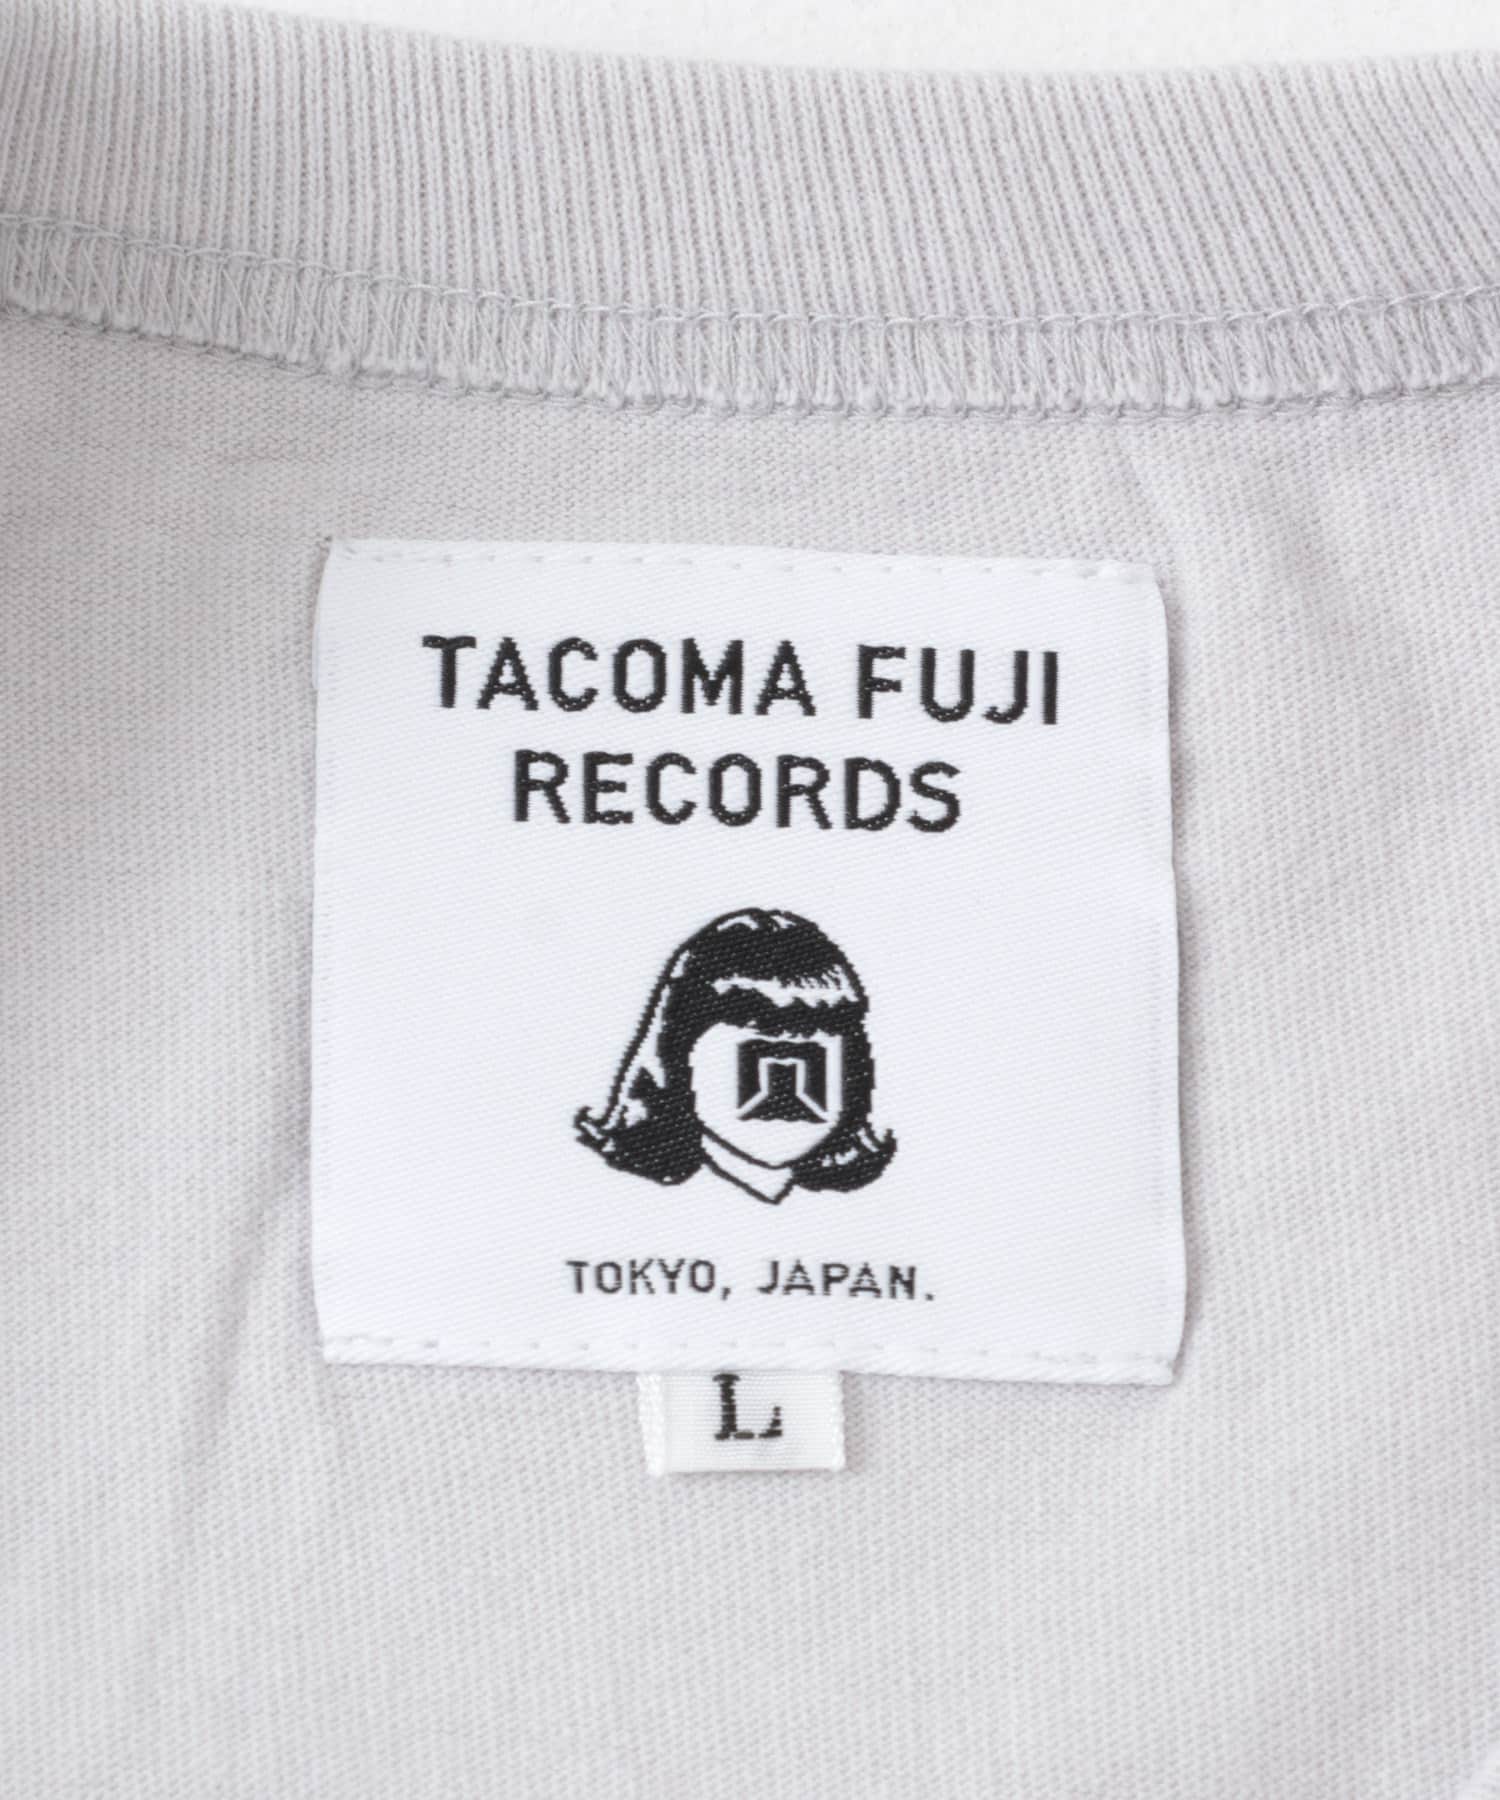 TACOMA FUJI
RECORDS
TOKYO, JAPAN.
L